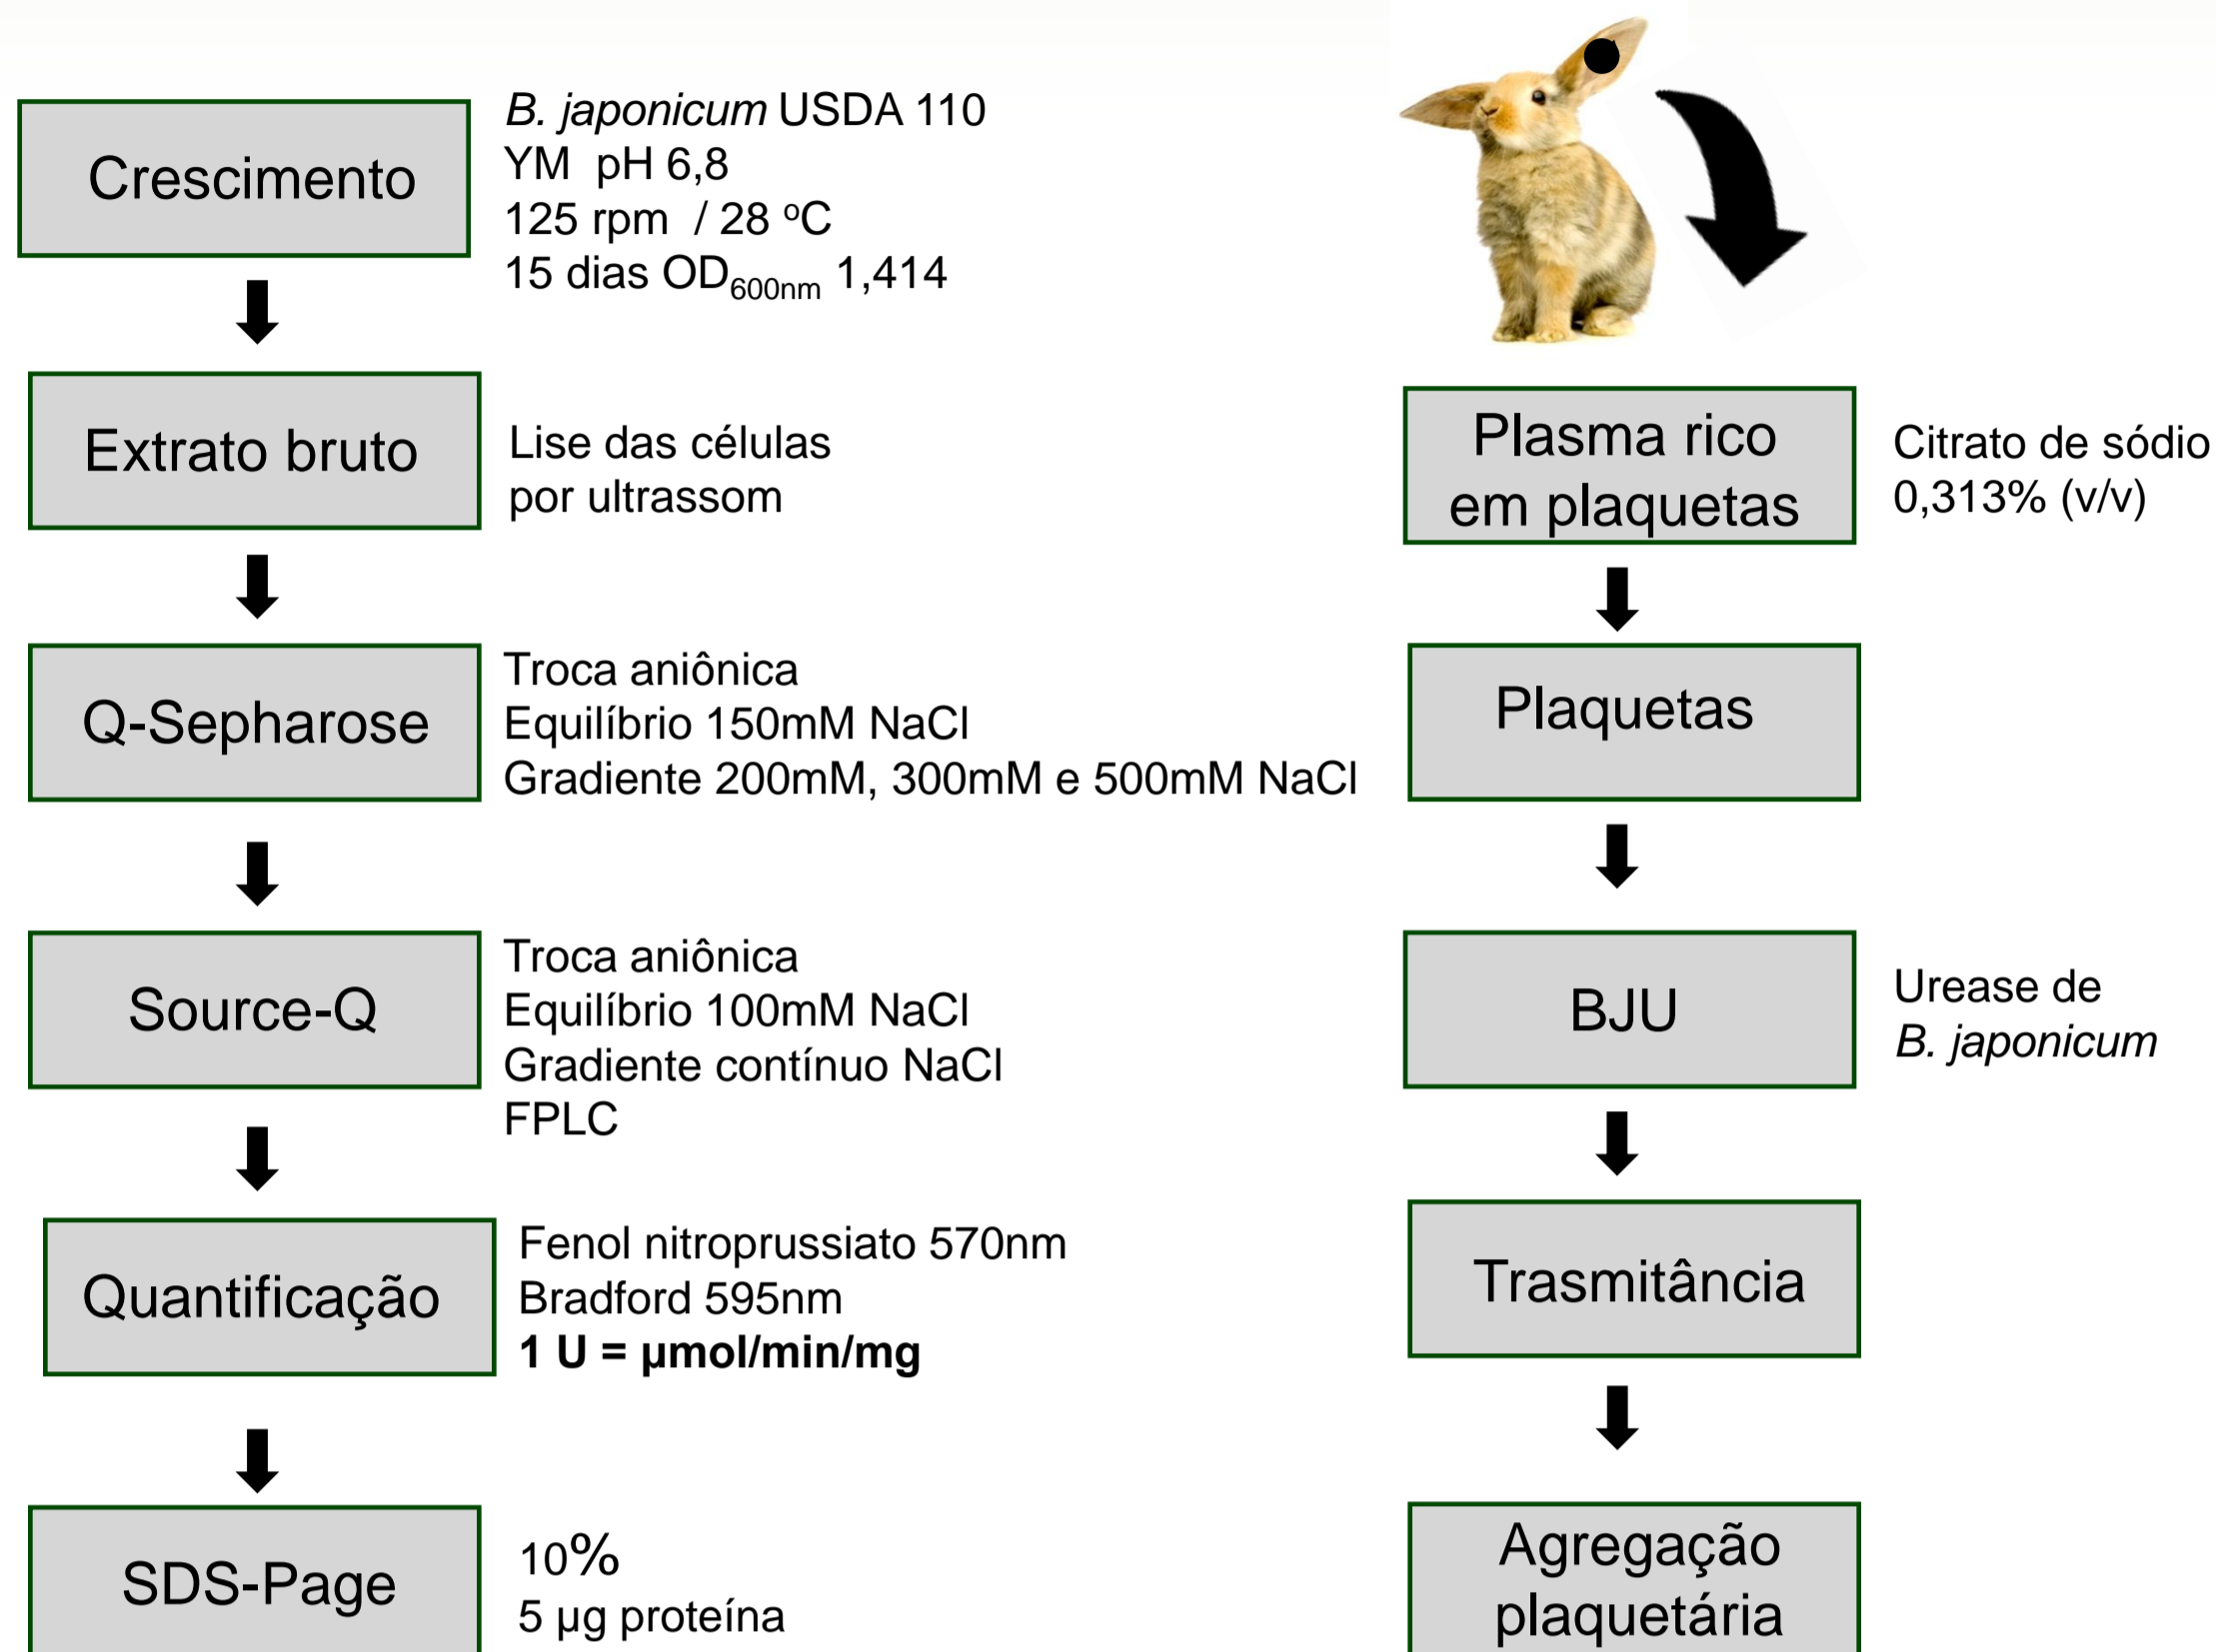 Crescimento
B. japonicum USDA 110
YM pH 6,8
125 rpm / 28 ºC
15 dias OD600nm 1,414
Extrato bruto
Lise das células
por ultrassom
Q-Sepharose
Troca aniônica
Equilíbrio 150mM NaCl
Gradiente 200mM, 300mM e 500mM NaCl
Source-Q
Troca aniônica
Equilíbrio 100mM NaCl
Gradiente contínuo NaCl
FPLC
Quantificação
Fenol nitroprussiato 570nm
Bradford 595nm
1 U = µmol/min/mg
SDS-Page
10%
5 µg proteína
Plasma rico
em plaquetas
Citrato de sódio
0,313% (v/v)
Plaquetas
BJU
Urease de
B. japonicum
Trasmitância
Agregação
plaquetária